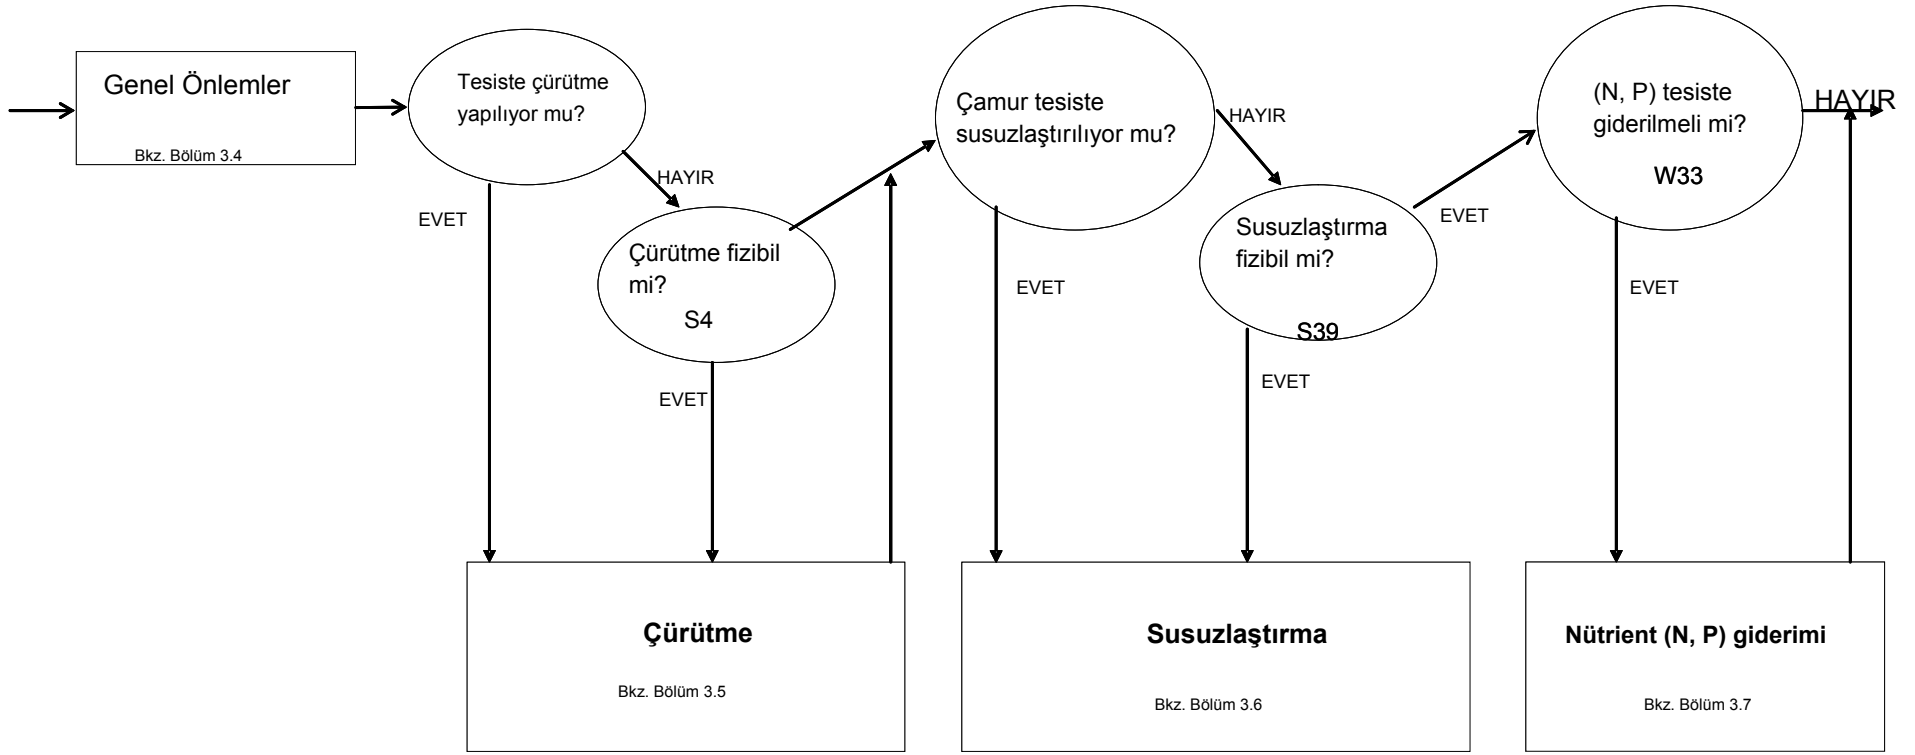 Genel Önlemler
Bkz. Bölüm 3.4
Tesiste çürütme
yapılıyor mu?
HAYIR
EVET
Çürütme fizibil
mi?
S4
EVET
Çamur tesiste
susuzlaştırılıyor mu?
HAYIR
EVET
Susuzlaştırma
fizibil mi?
S39
EVET
EVET
(N, P) tesiste
giderilmeli mi?
W33
HAYIR
EVET
Çürütme
Bkz. Bölüm 3.5
Susuzlaştırma
Bkz. Bölüm 3.6
Nütrient (N, P) giderimi
Bkz. Bölüm 3.7